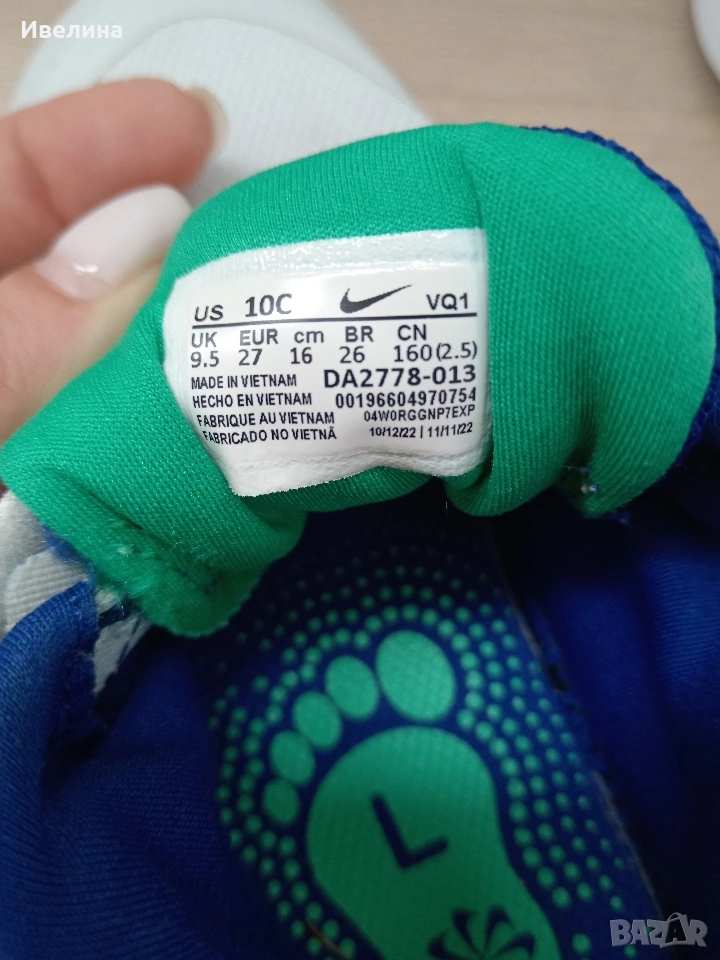 Ивелина
US 10C VQ1
UK EUR cm BR CN
9.5 27 16 26 160(2.5)
MADE IN VIETNAM DA2778-013
HECHO EN VIETNAM 00196604970754
FABRIQUE AU VIETNAM 04W0RGGNP7EXP
FABRICADO NO VIETNÃ 10/12/22 | 11/11/22
L
BAZAR